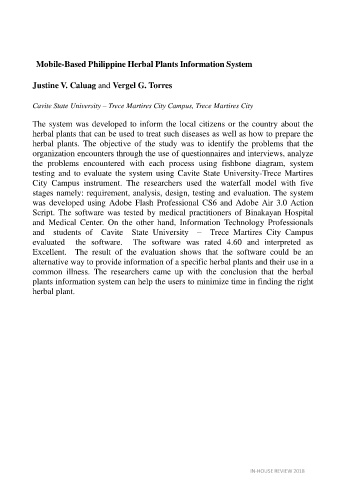 Mobile-Based Philippine Herbal Plants Information System
Justine V. Caluag and Vergel G. Torres
Cavite State University – Trece Martires City Campus, Trece Martires City
The system was developed to inform the local citizens or the country about the
herbal plants that can be used to treat such diseases as well as how to prepare the
herbal plants. The objective of the study was to identify the problems that the
organization encounters through the use of questionnaires and interviews, analyze
the problems encountered with each process using fishbone diagram, system
testing and to evaluate the system using Cavite State University-Trece Martires
City Campus instrument. The researchers used the waterfall model with five
stages namely: requirement, analysis, design, testing and evaluation. The system
was developed using Adobe Flash Professional CS6 and Adobe Air 3.0 Action
Script. The software was tested by medical practitioners of Binakayan Hospital
and Medical Center. On the other hand, Information Technology Professionals
and students of Cavite State University – Trece Martires City Campus
evaluated the software. The software was rated 4.60 and interpreted as
Excellent. The result of the evaluation shows that the software could be an
alternative way to provide information of a specific herbal plants and their use in a
common illness. The researchers came up with the conclusion that the herbal
plants information system can help the users to minimize time in finding the right
herbal plant.
IN-HOUSE REVIEW 2018